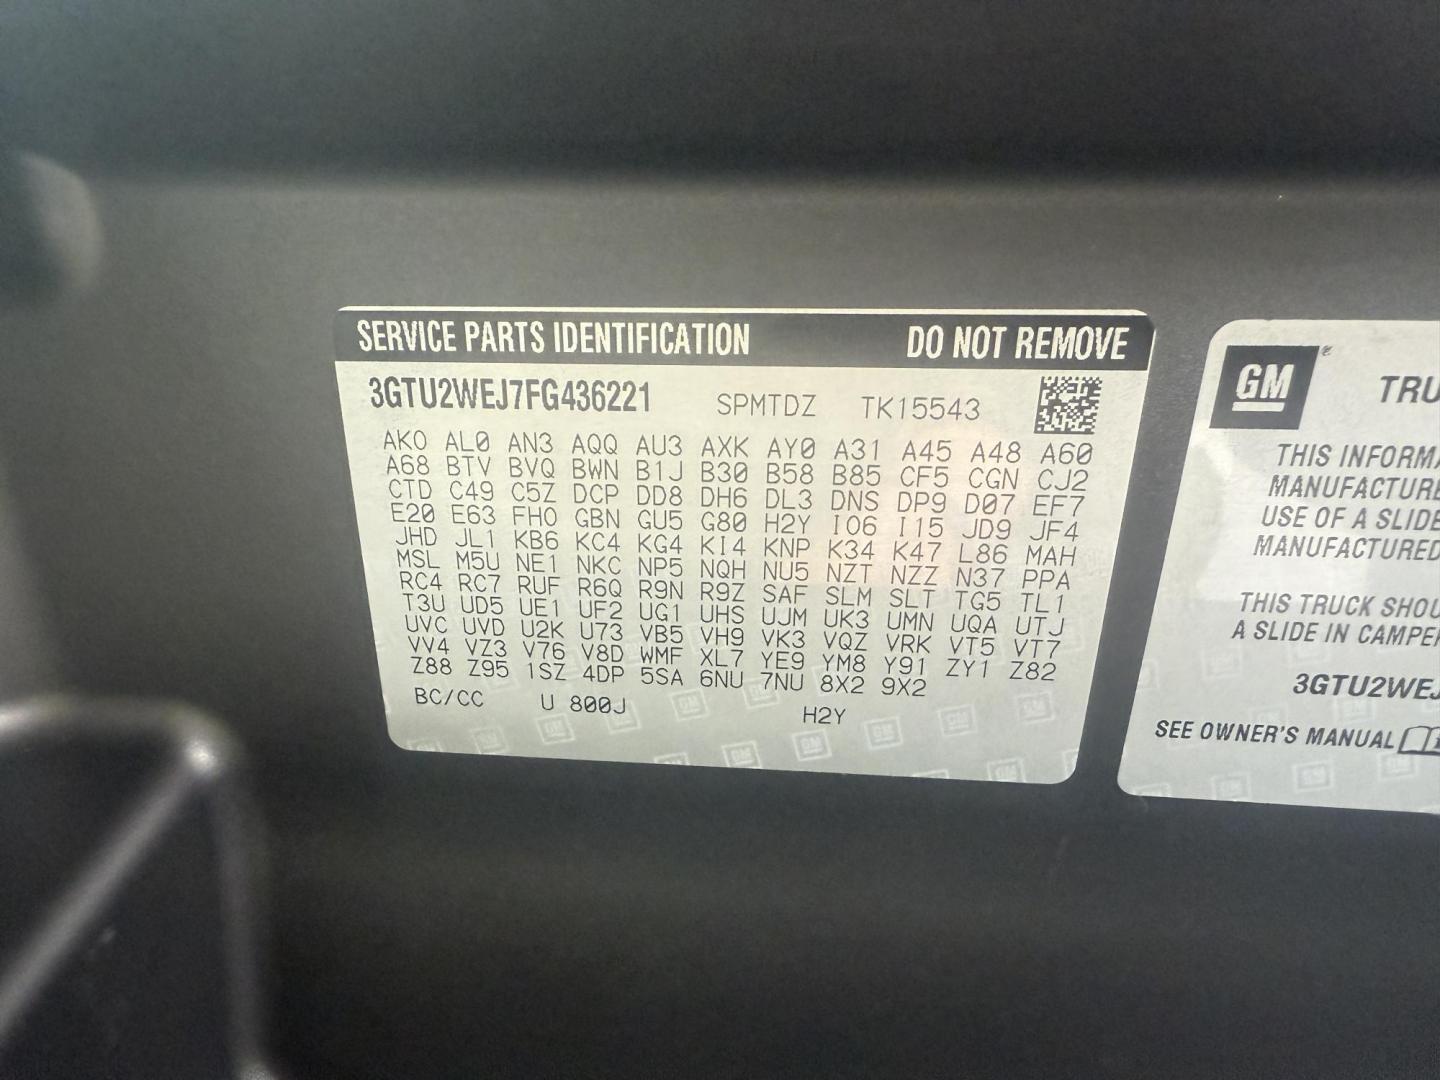 SERVICE PARTS IDENTIFICATION DO NOT REMOVE
3GTU2WEJ7FG436221 SPMTDZ TK15543
AKO AL0 AN3 AQQ AU3 AXK AY0 A31 A45 A48 A60
A68 BTV BVQ BWN B1J B30 B58 B85 CF5 CGN CJ2
CTD C49 C5Z DCP DD8 DH6 DL3 DNS DP9 D07 EF7
E20 E63 FHO GBN GU5 G80 H2Y I06 I15 JD9 JF4
JHD JL1 KB6 KC4 KG4 KI4 KNP K34 K47 L86 MAH
MSL M5U NE1 NKC NP5 NQH NU5 NZT NZZ N37 PPA
RC4 RC7 RUF R6Q R9N R9Z SAF SLM SLT TG5 TL1
T3U UD5 UE1 UF2 UG1 UHS UJM UK3 UMN UQA UTJ
UVC UVD U2K U73 VB5 VH9 VK3 VQZ VRK VT5 VT7
VV4 VZ3 V76 V8D WMF XL7 YE9 YM8 Y91 ZY1 Z82
Z88 Z95 1SZ 4DP 5SA 6NU 7NU 8X2 9X2
BC/CC U 800J H2Y
GM TRU
THIS INFORMA
MANUFACTURE
USE OF A SLIDE
MANUFACTURED
THIS TRUCK SHOU
A SLIDE IN CAMPER
3GTU2WEJ
SEE OWNER'S MANUAL